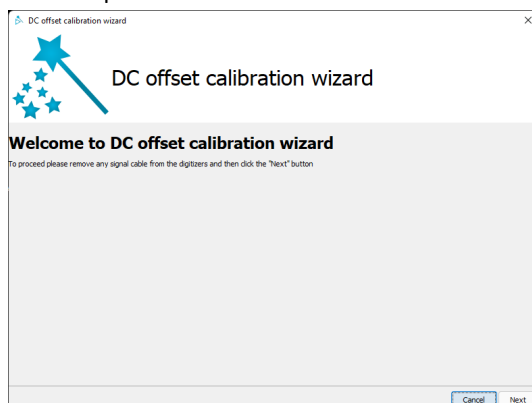 DC offset calibration wizard
DC offset calibration wizard
Welcome to DC offset calibration wizard
To proceed please remove any signal cable from the digitizers and then click the "Next" button
Cancel Next